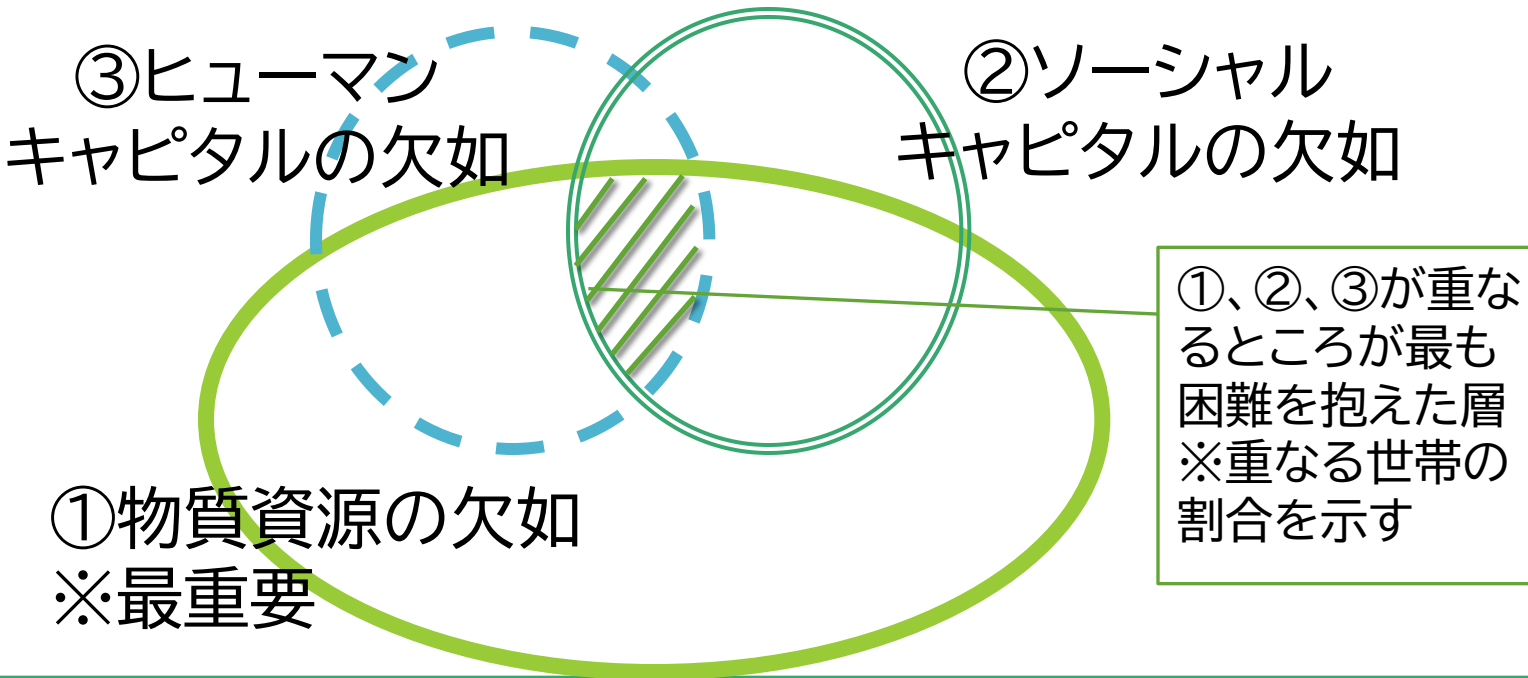 ③ヒューマン
キャピタルの欠如
②ソーシャル
キャピタルの欠如
①、②、③が重な
るところが最も
困難を抱えた層
※重なる世帯の
割合を示す
①物質資源の欠如
※最重要